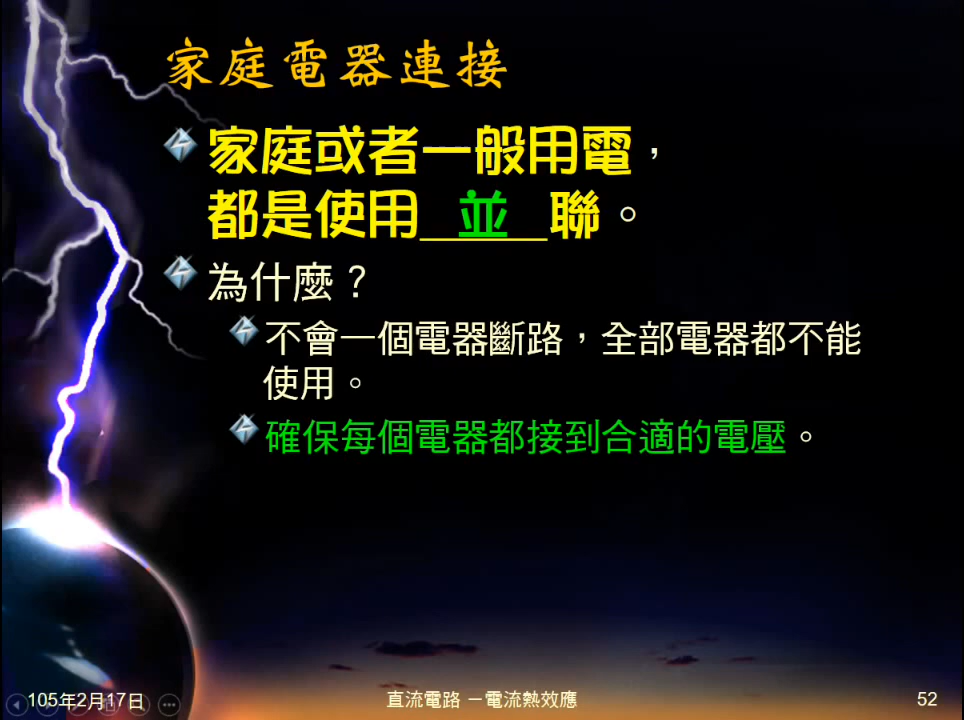 家庭電器連接
家庭或者一般用電，
都是使用 並 聯。
為什麼？
不會一個電器斷路，全部電器都不能
使用。
確保每個電器都接到合適的電壓。
105年2月17日
直流電路 －電流熱效應
52